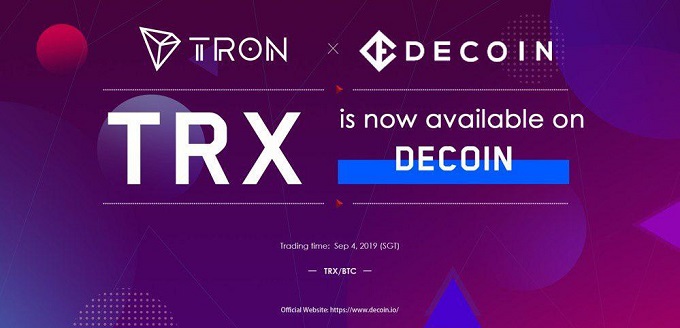 TRON × DECOIN
TRX
is now available on
DECOIN
Trading time: Sep 4, 2019 (SGT)
— TRX/BTC —
Official Website: https://www.decoin.io/